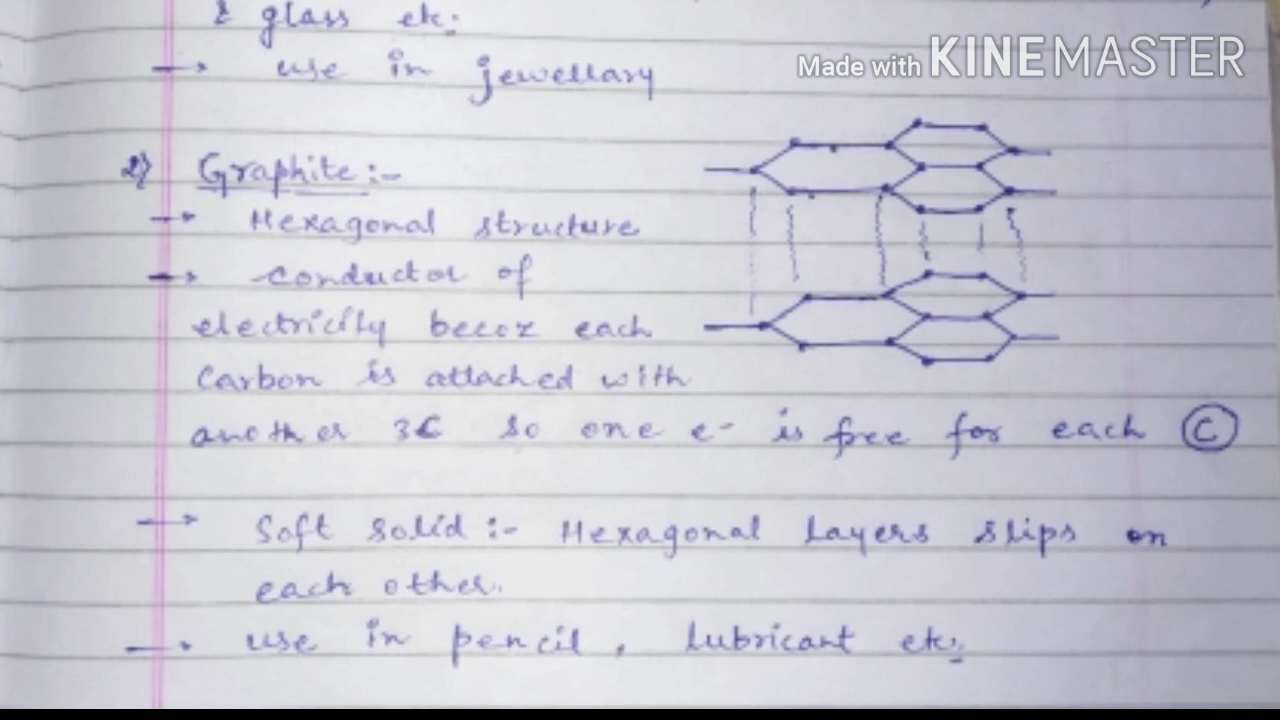 & glass etc:
→ use in jewellary
Made with KINEMASTER
2) Graphite :-
→ Hexagonal structure
→ conductor of
electricity becoz each
Carbon is attached with
another 3C so one e- is free for each C
→ Soft solid :- Hexagonal layers slips on
each other.
→ use in pencil, lubricant etc: